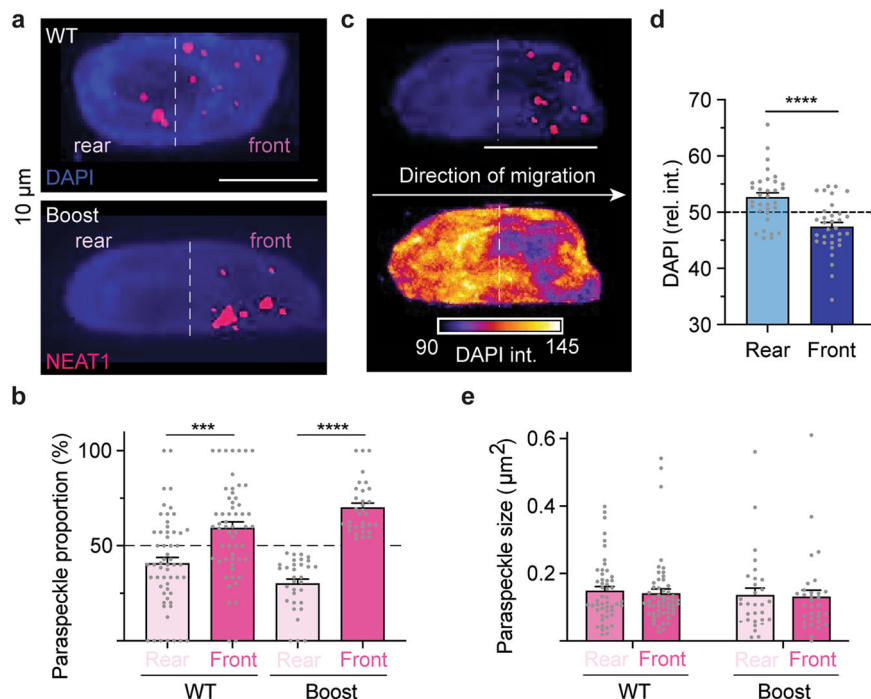 a
WT
rear front
DAPI
10 µm
Boost
rear front
NEAT1
c
Direction of migration
90 145
DAPI int.
d
****
DAPI (rel. int.)
70
60
50
40
30
Rear Front
b
*** ****
Paraspeckle proportion (%)
100
50
0
Rear Front Rear Front
WT Boost
e
Paraspeckle size (µm²)
0.6
0.4
0.2
Rear Front Rear Front
WT Boost